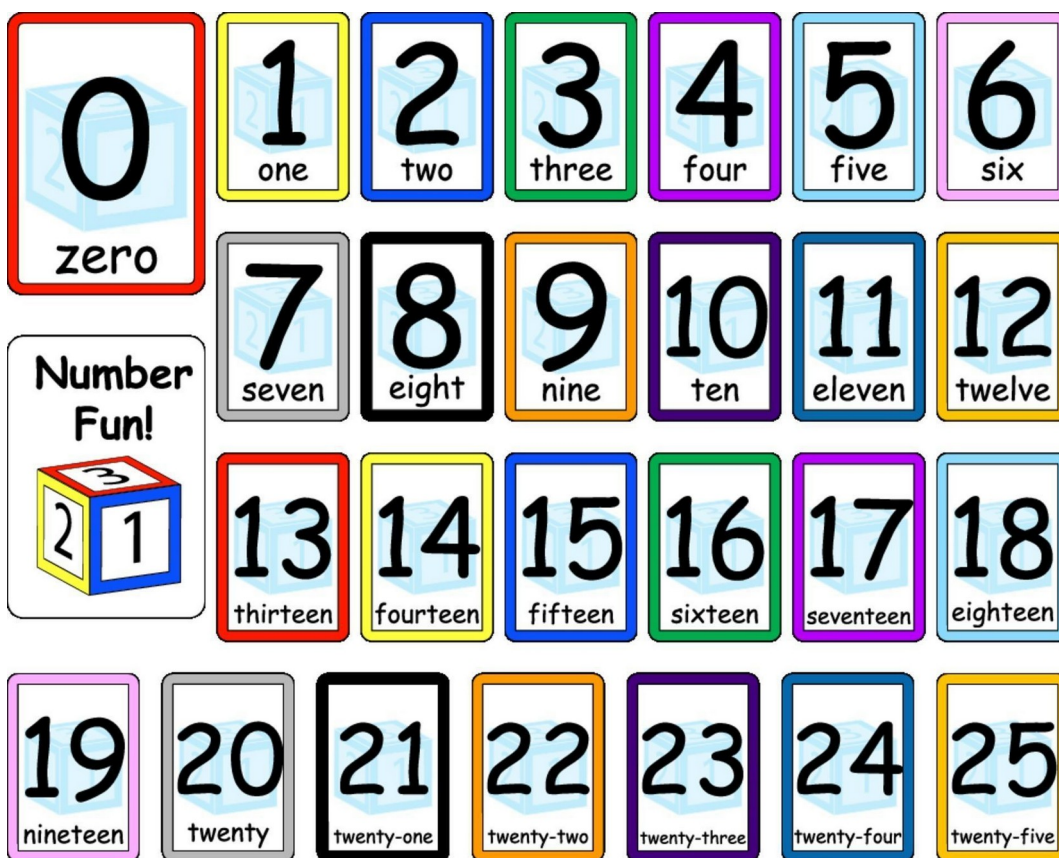 0
zero
1
one
2
two
3
three
4
four
5
five
6
six
7
seven
8
eight
9
nine
10
ten
11
eleven
12
twelve
Number
Fun!
3
2
1
13
thirteen
14
fourteen
15
fifteen
16
sixteen
17
seventeen
18
eighteen
19
nineteen
20
twenty
21
twenty-one
22
twenty-two
23
twenty-three
24
twenty-four
25
twenty-five